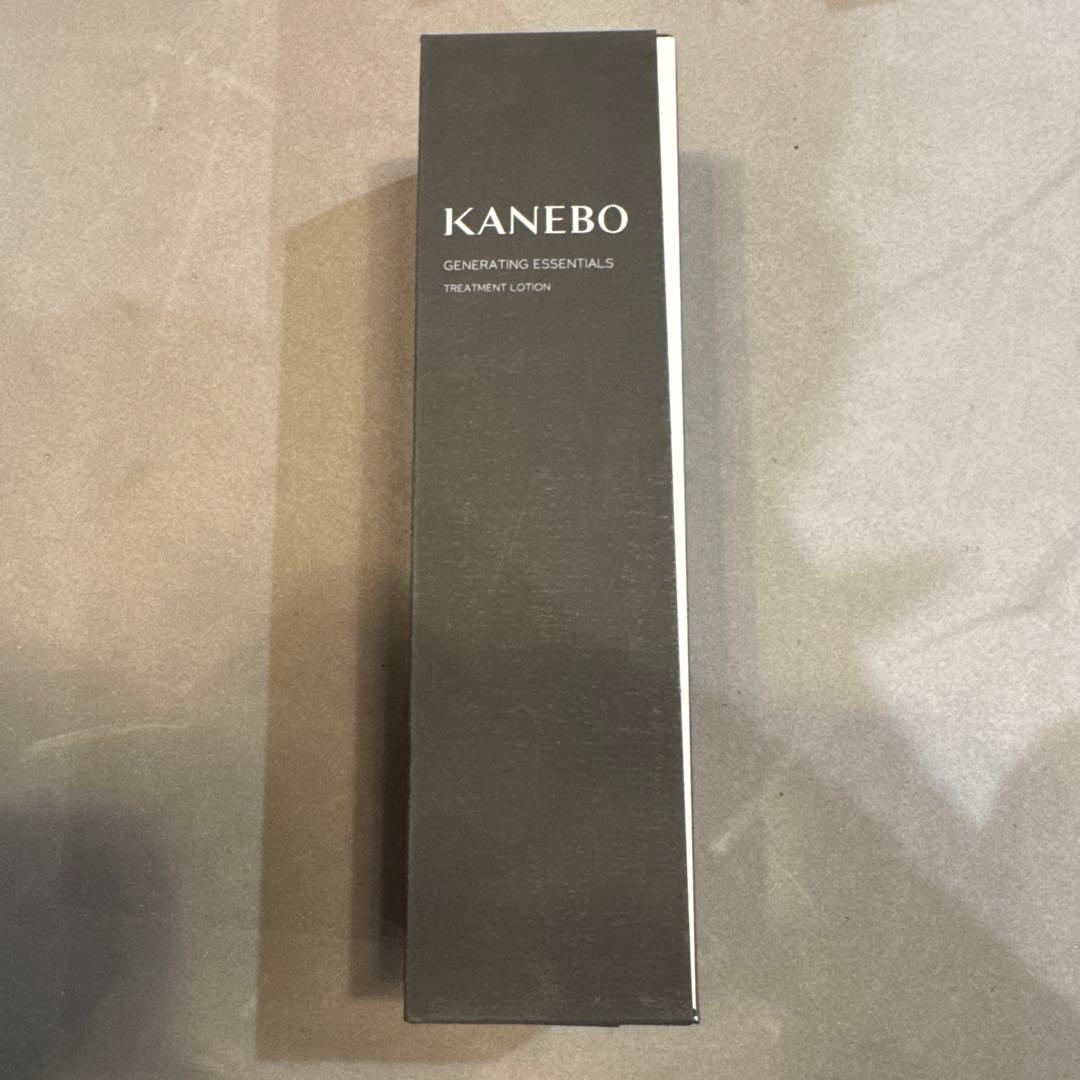 KANEBO
GENERATING ESSENTIALS
TREATMENT LOTION